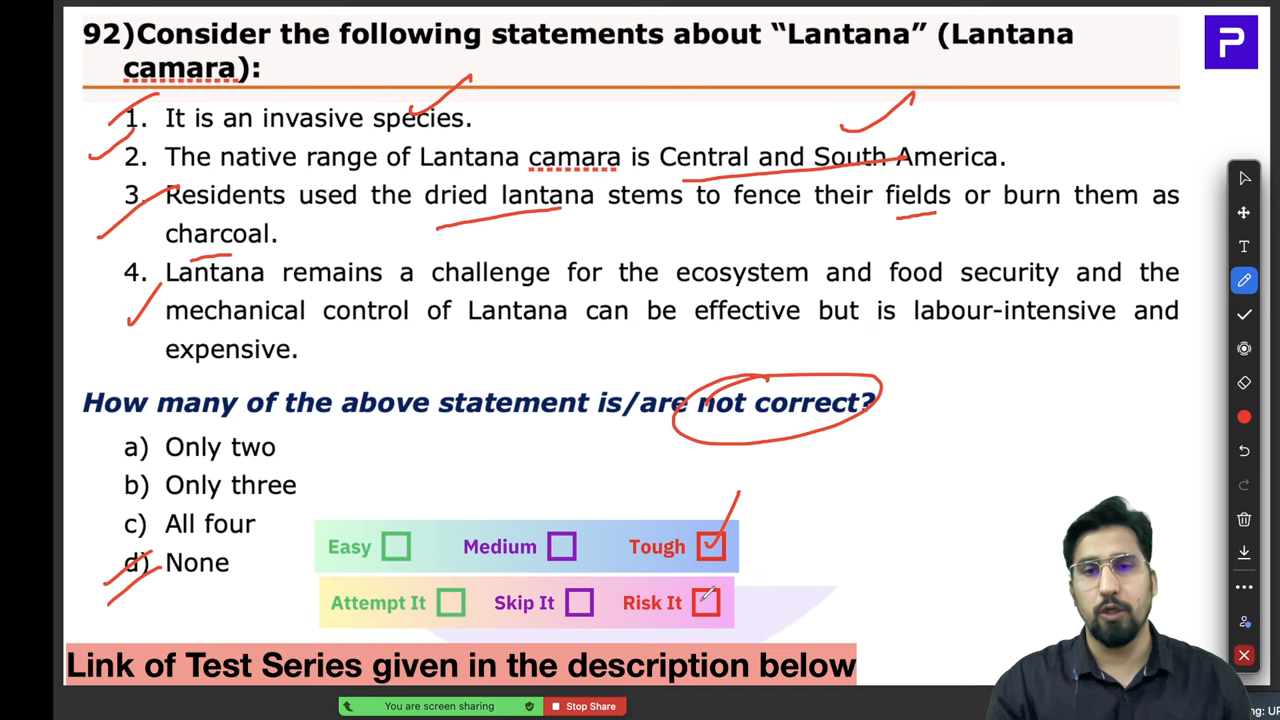 92)Consider the following statements about “Lantana” (Lantana
camara):
1. It is an invasive species.
2. The native range of Lantana camara is Central and South America.
3. Residents used the dried lantana stems to fence their fields or burn them as
charcoal.
4. Lantana remains a challenge for the ecosystem and food security and the
mechanical control of Lantana can be effective but is labour-intensive and
expensive.
How many of the above statement is/are not correct?
a) Only two
b) Only three
c) All four
d) None
Easy Medium Tough
Attempt It Skip It Risk It
Link of Test Series given in the description below
You are screen sharing Stop Share
ng: UP